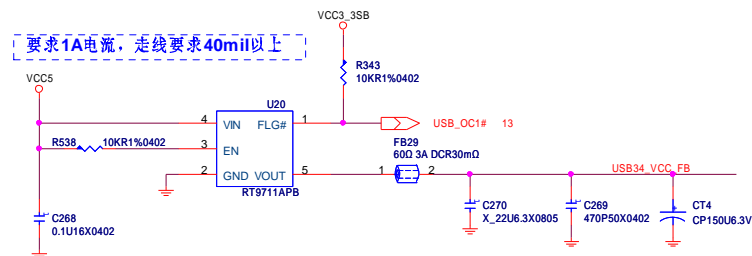 VCC3_3SB
要求1A电流，走线要求40mil以上
R343
10KR1%0402
VCC5
U20
4 VIN FLG# 1
USB_OC1# 13
R538 10KR1%0402
3 EN
FB29
60Ω 3A DCR30mΩ
2 GND VOUT 5
1 2
USB34_VCC_FB
RT9711APB
C268
0.1U16X0402
C270
X_22U6.3X0805
C269
470P50X0402
CT4
CP150U6.3V